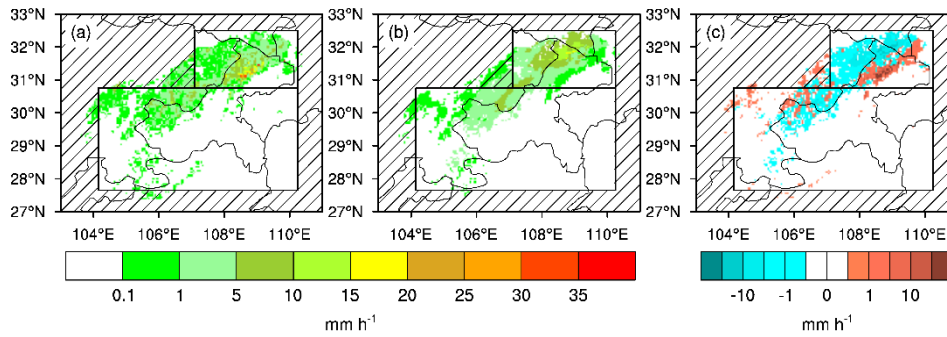 33°N (a) 33°N (b) 33°N (c)
32°N 32°N 32°N
31°N 31°N 31°N
30°N 30°N 30°N
29°N 29°N 29°N
28°N 28°N 28°N
27°N 27°N 27°N
104°E 106°E 108°E 110°E 104°E 106°E 108°E 110°E 104°E 106°E 108°E 110°E
0.1 1 5 10 15 20 25 30 35 -10 -1 0 1 10
mm h⁻¹ mm h⁻¹